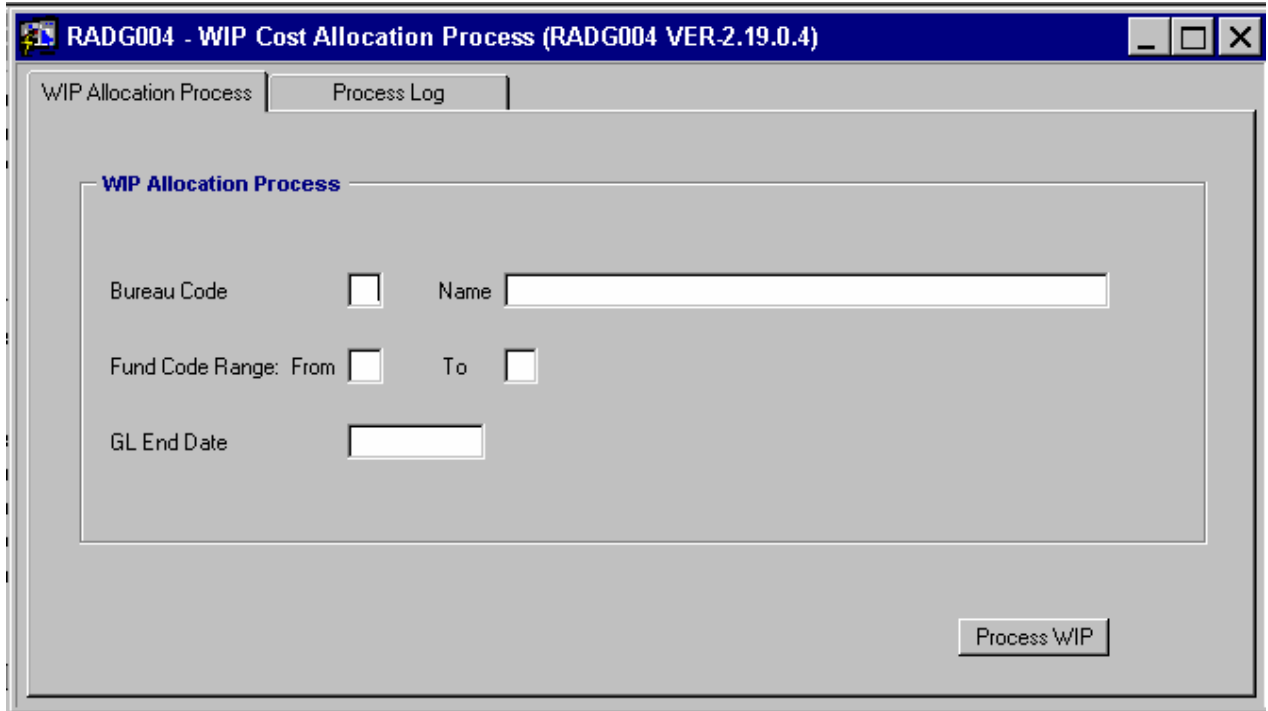 RADG004 - WIP Cost Allocation Process (RADG004 VER-2.19.0.4)
WIP Allocation Process Process Log
WIP Allocation Process
Bureau Code Name
Fund Code Range: From To
GL End Date
Process WIP